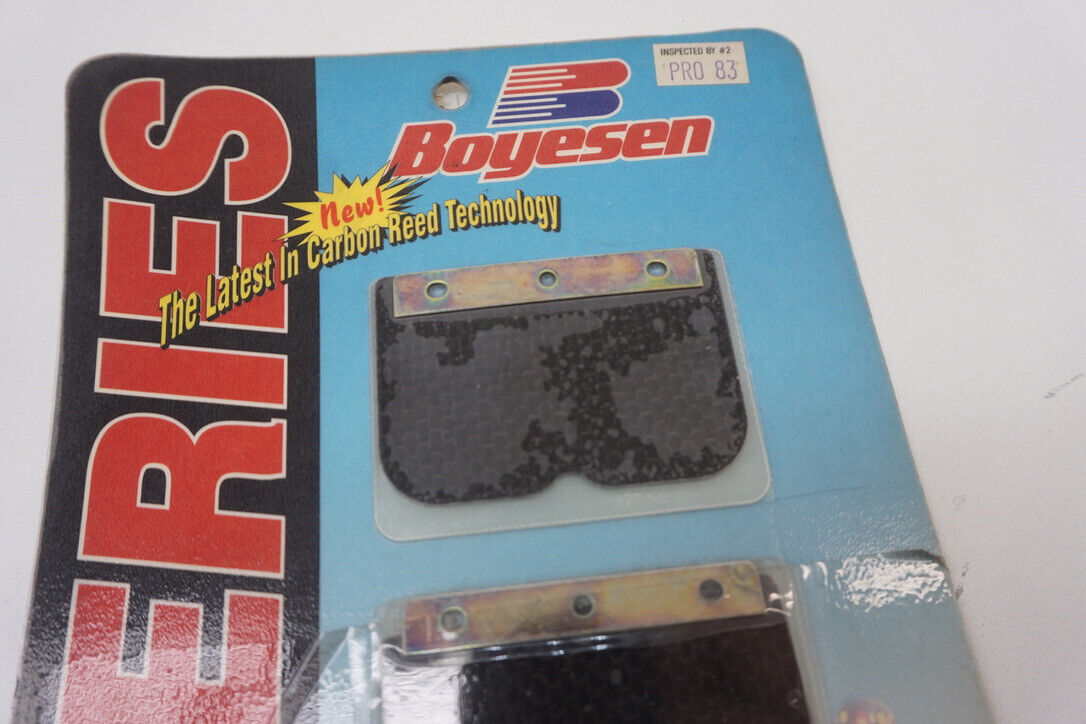 INSPECTED BY #2
PRO 83
Boyesen
New!
The Latest In Carbon Reed Technology
ERIES